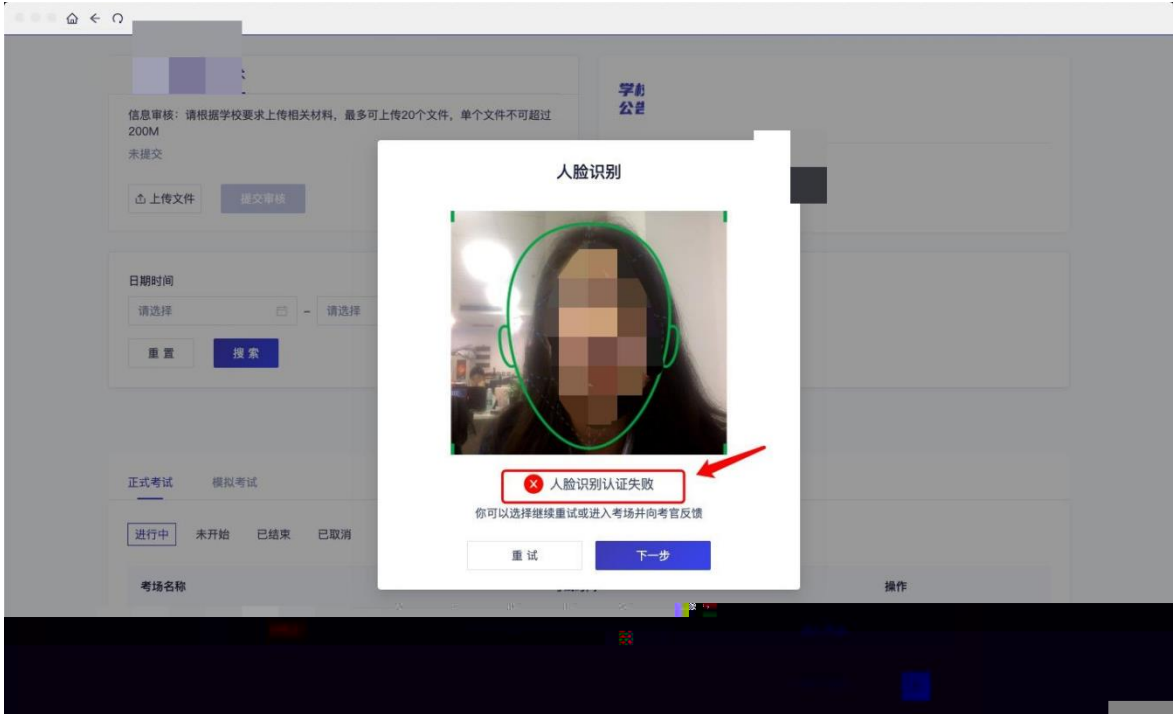 信息审核：请根据学校要求上传相关材料，最多可上传20个文件，单个文件不可超过
200M
未提交
上传文件
提交审核
学校
公告
日期时间
请选择
–
请选择
重置
搜索
人脸识别
人脸识别认证失败
你可以选择继续重试或进入考场并向考官反馈
重试
下一步
正式考试
模拟考试
进行中
未开始
已结束
已取消
考场名称
操作